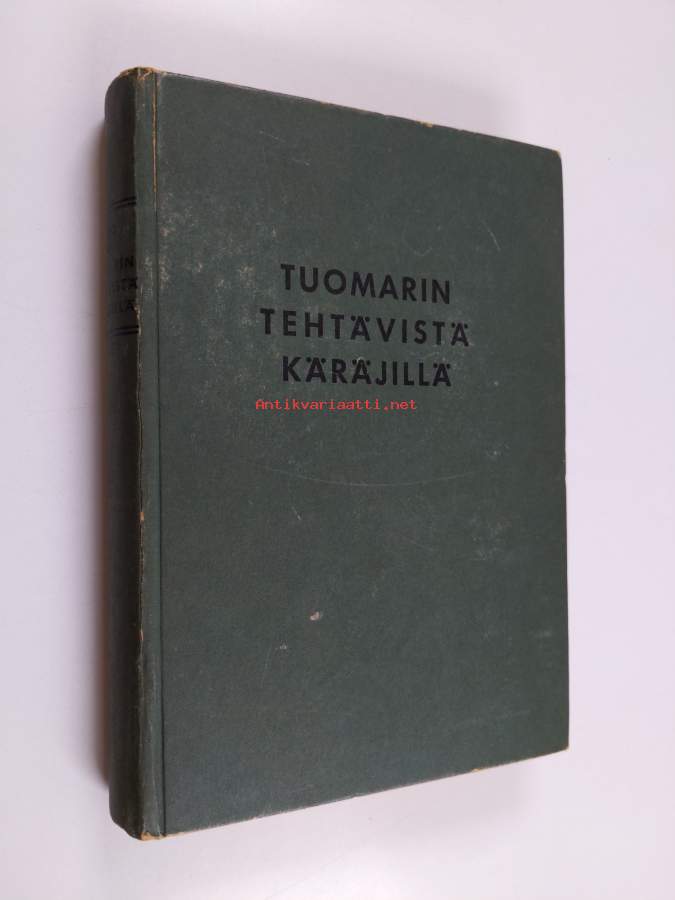 TUOMARIN
TEHTÄVISTÄ
KÄRÄJILLÄ
Antikvariaatti.net